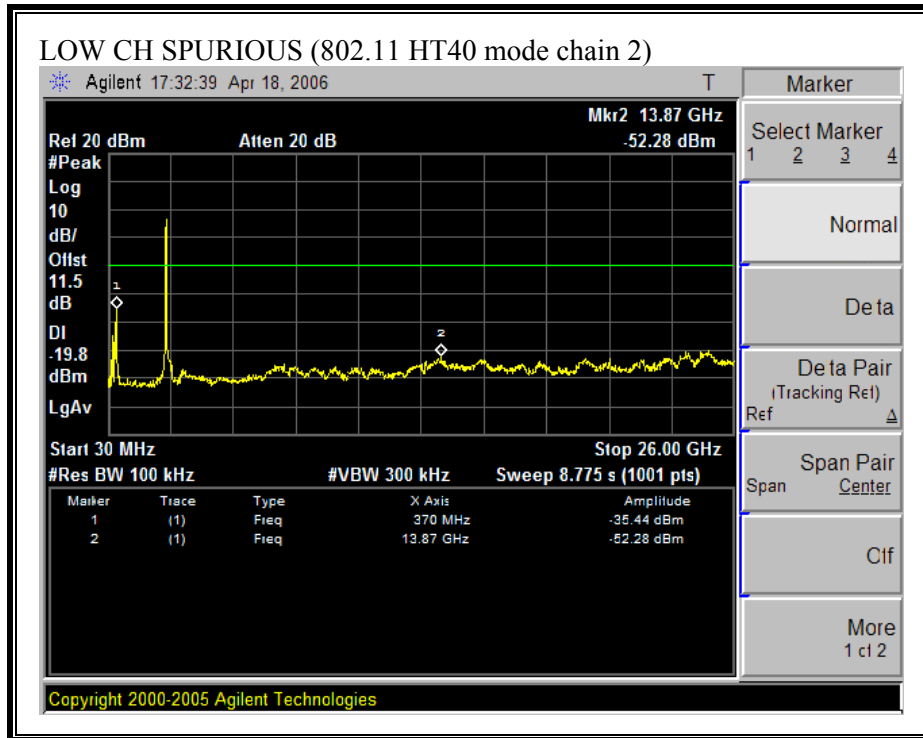 LOW CH SPURIOUS (802.11 HT40 mode chain 2)
Agilent 17:32:39 Apr 18, 2006 T
Mkr2 13.87 GHz
Ref 20 dBm Atten 20 dB -52.28 dBm
#Peak
Log
10
dB/
Offst
11.5
dB
DI
-19.8
dBm
LgAv
1
2
Start 30 MHz Stop 26.00 GHz
#Res BW 100 kHz #VBW 300 kHz Sweep 8.775 s (1001 pts)
Marker Trace Type X Axis Amplitude
1 (1) Freq 370 MHz -35.44 dBm
2 (1) Freq 13.87 GHz -52.28 dBm
Copyright 2000-2005 Agilent Technologies
Marker
Select Marker
1 2 3 4
Normal
De ta
De ta Pair
(Tracking Ref)
Ref Δ
Span Pair
Span Center
Off
More
1 of 2